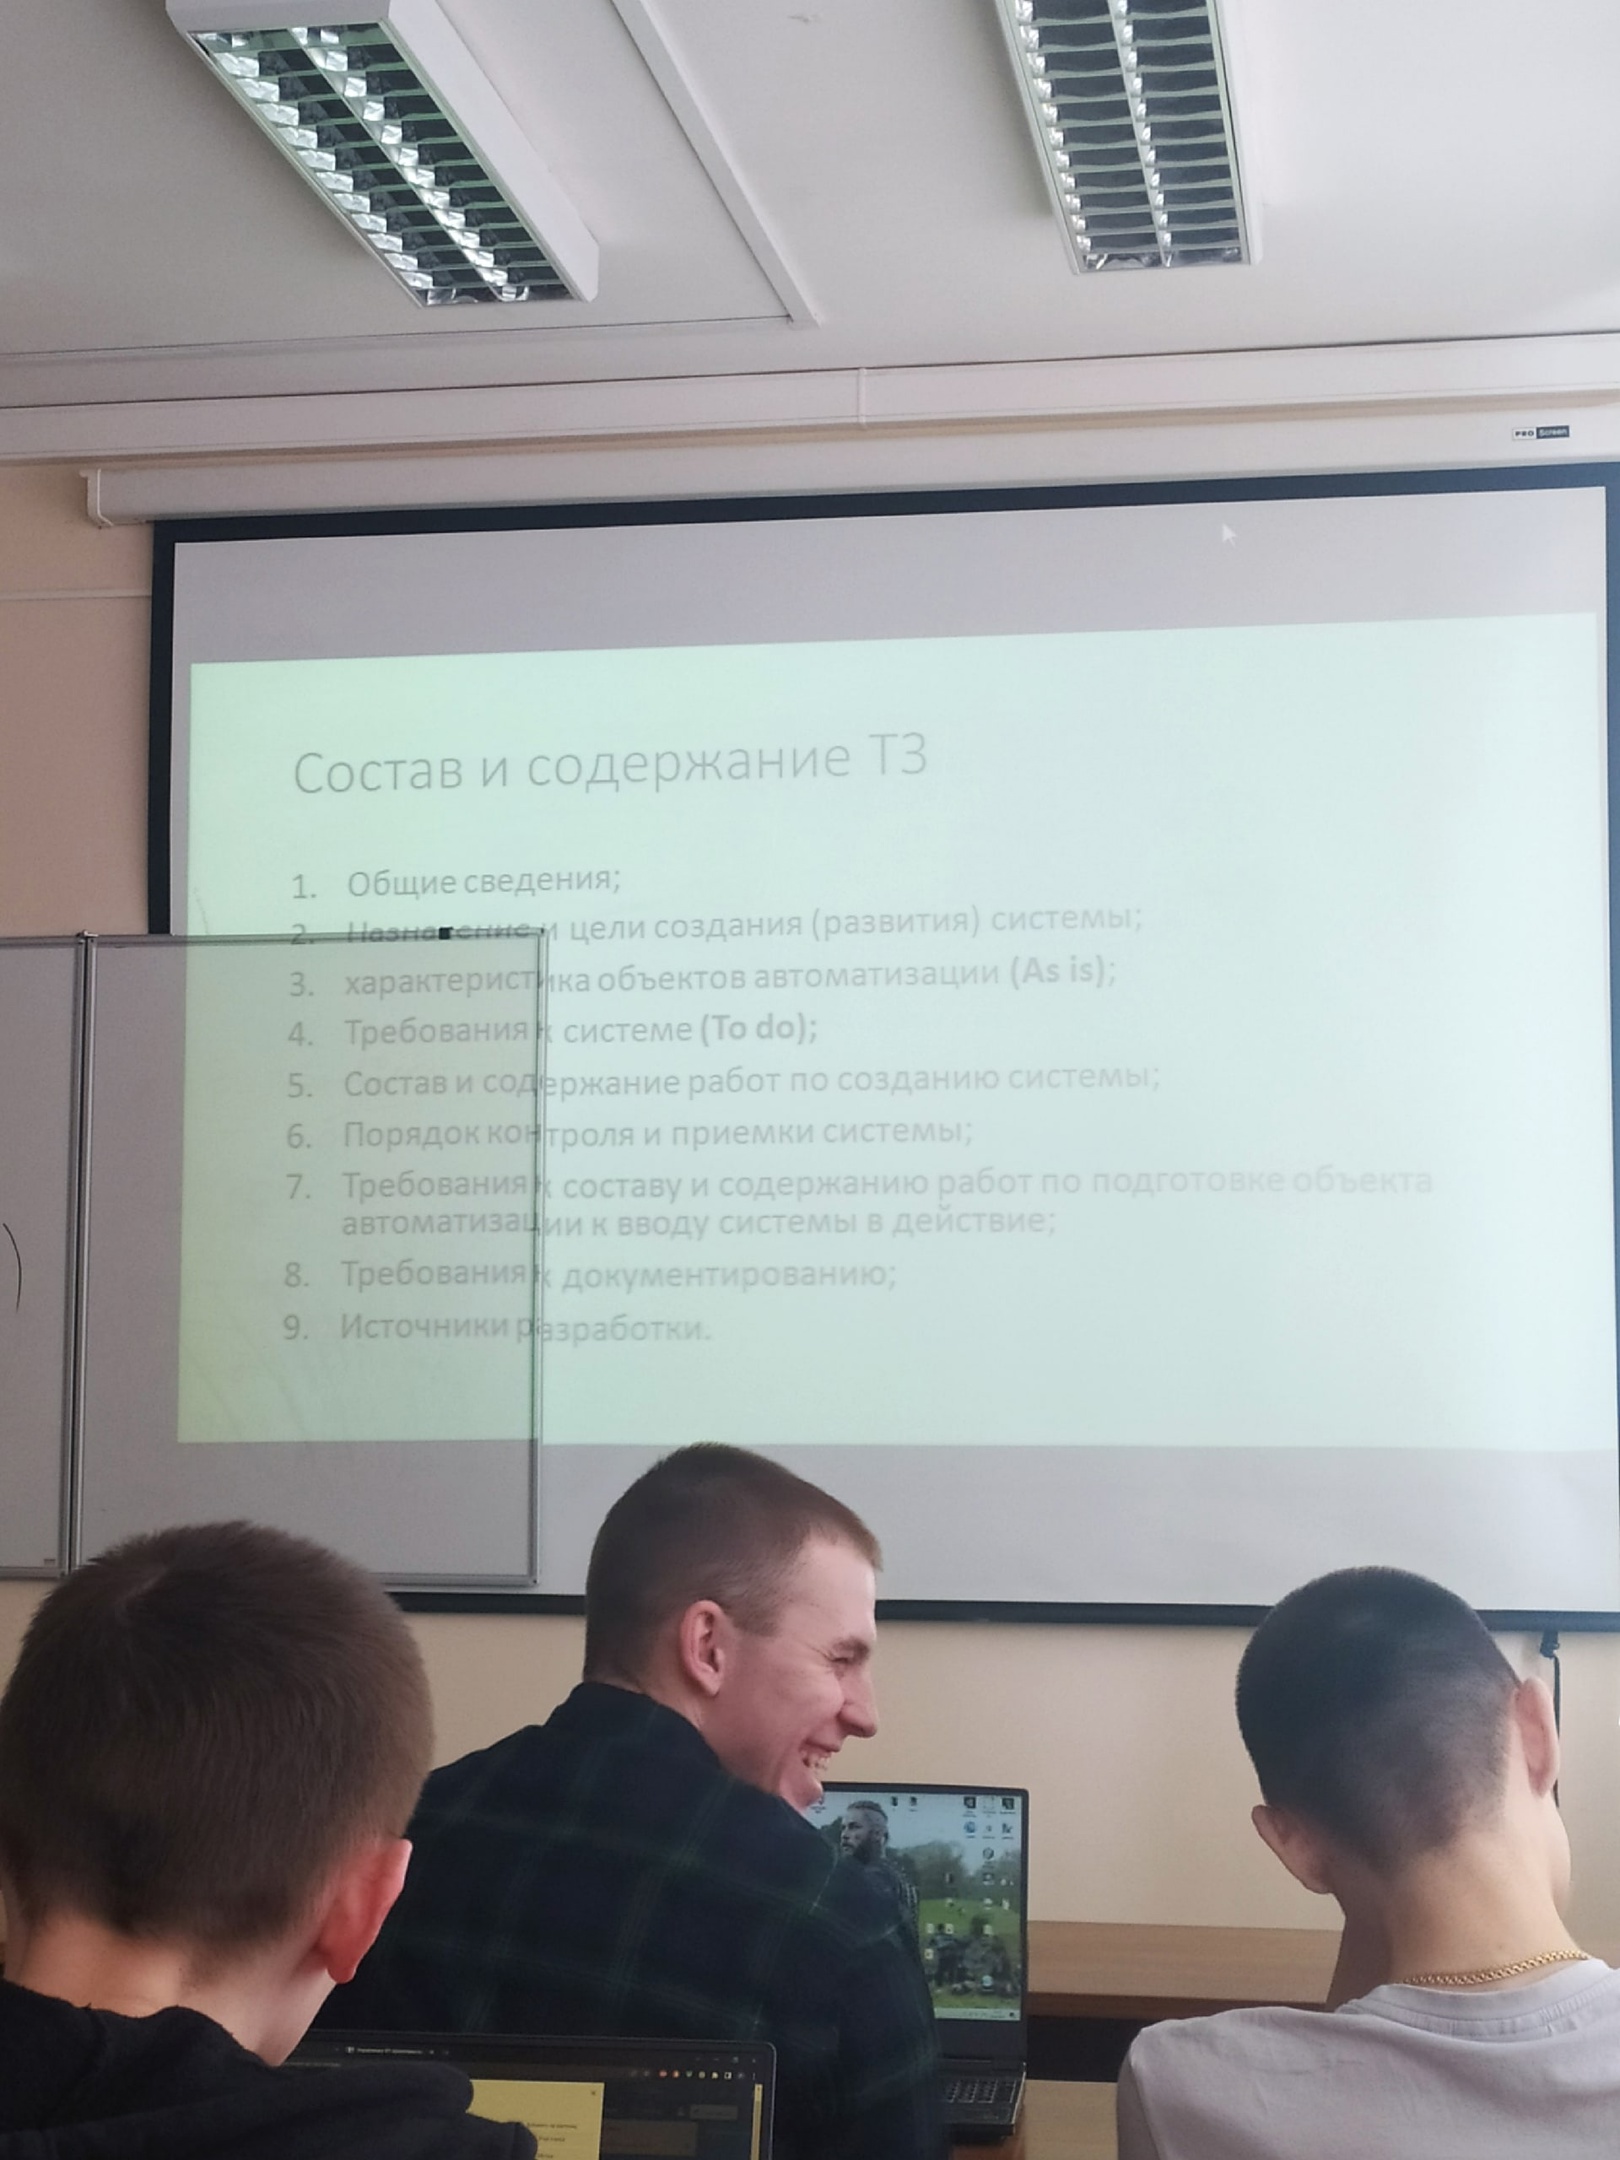 PRO Screen
Состав и содержание ТЗ
1. Общие сведения;
2. Назначение и цели создания (развития) системы;
3. характеристика объектов автоматизации (As is);
4. Требования к системе (To do);
5. Состав и содержание работ по созданию системы;
6. Порядок контроля и приемки системы;
7. Требования к составу и содержанию работ по подготовке объекта
автоматизации к вводу системы в действие;
8. Требования к документированию;
9. Источники разработки.